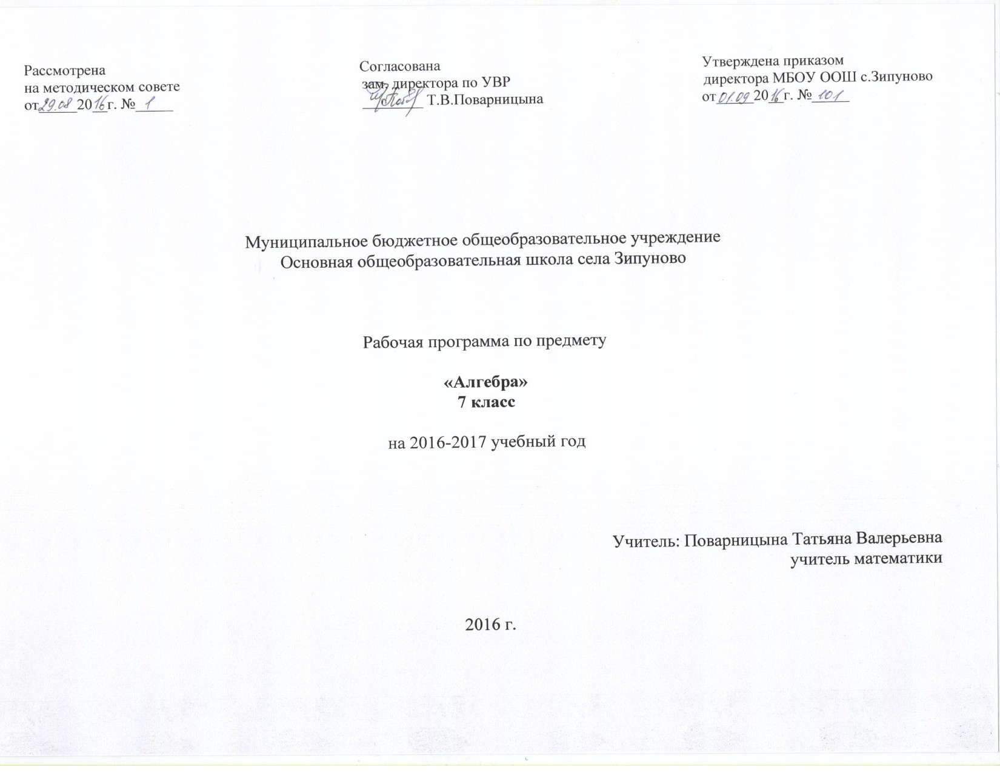 Рассмотрена
на методическом совете
от 29.08 2016 г. № 1
Согласована
зам. директора по УВР
Т.В.Поварницына
Утверждена приказом
директора МБОУ ООШ с.Зипуново
от 01.09 2016 г. № 101
Муниципальное бюджетное общеобразовательное учреждение
Основная общеобразовательная школа села Зипуново
Рабочая программа по предмету
«Алгебра»
7 класс
на 2016-2017 учебный год
Учитель: Поварницына Татьяна Валерьевна
учитель математики
2016 г.